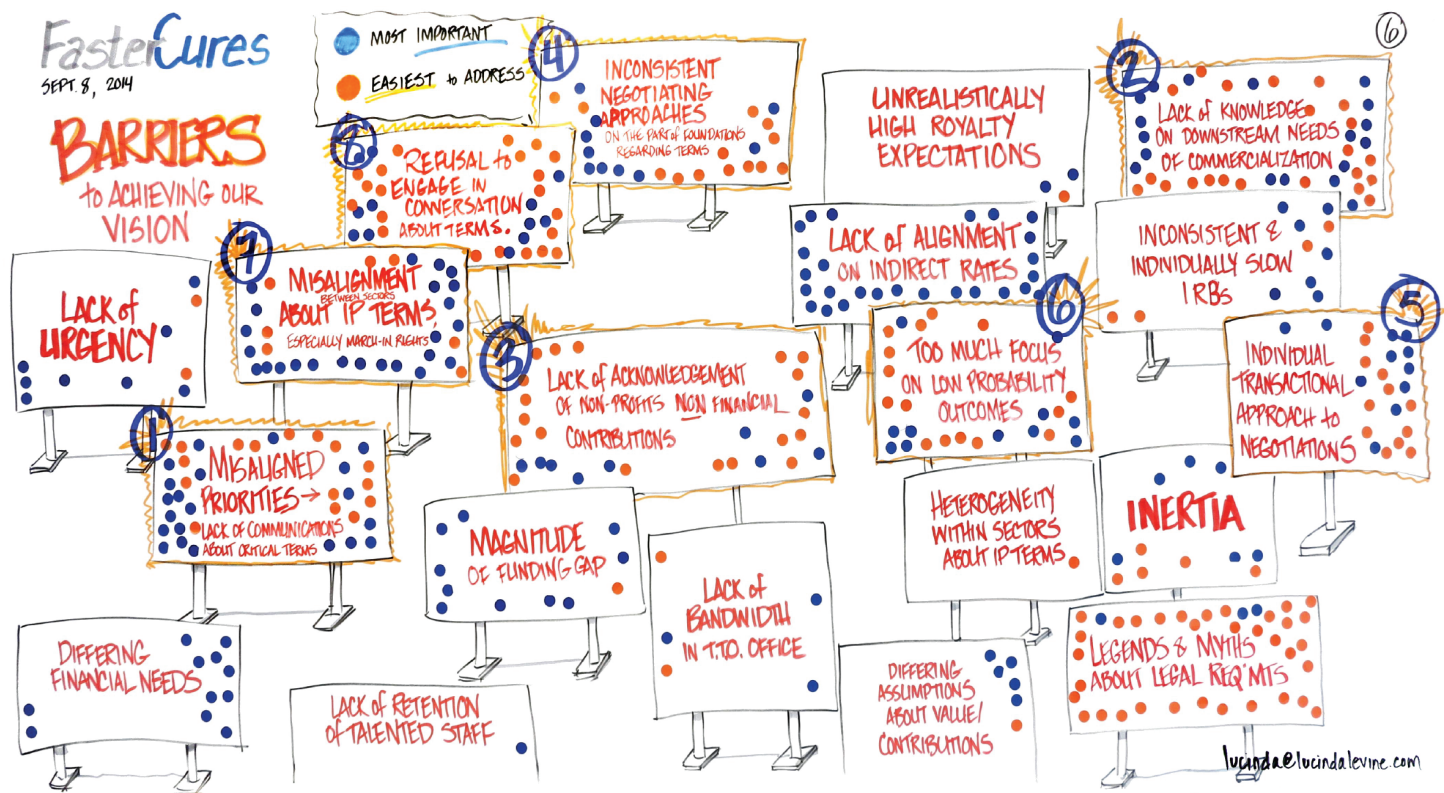 FasterCures
SEPT. 8, 2014
BARRIERS
to ACHIEVING OUR
VISION
MOST IMPORTANT
EASIEST to ADDRESS
6
4
INCONSISTENT
NEGOTIATING
APPROACHES
ON THE PART of FOUNDATIONS
REGARDING TERMS
UNREALISTICALLY
HIGH ROYALTY
EXPECTATIONS
2
LACK of KNOWLEDGE
ON DOWNSTREAM NEEDS
OF COMMERCIALIZATION
8
REFUSAL to
ENGAGE IN
CONVERSATION
ABOUT TERMS.
LACK of ALIGNMENT
ON INDIRECT RATES
INCONSISTENT &
INDIVIDUALLY SLOW
IRBs
7
MISALIGNMENT
BETWEEN SECTORS
ABOUT IP TERMS,
ESPECIALLY MARCH-IN RIGHTS
LACK of
URGENCY
3
LACK of ACKNOWLEDGEMENT
OF NON-PROFITS NON FINANCIAL
CONTRIBUTIONS
6
TOO MUCH FOCUS
ON LOW PROBABILITY
OUTCOMES
5
INDIVIDUAL
TRANSACTIONAL
APPROACH to
NEGOTIATIONS
1
MISALIGNED
PRIORITIES →
LACK of COMMUNICATIONS
ABOUT CRITICAL TERMS
MAGNITUDE
OF FUNDING GAP
HETEROGENEITY
WITHIN SECTORS
ABOUT IP TERMS
INERTIA
LACK of
BANDWIDTH
IN T.T.O. OFFICE
DIFFERING
FINANCIAL NEEDS
LACK of RETENTION
of TALENTED STAFF
DIFFERING
ASSUMPTIONS
ABOUT VALUE/
CONTRIBUTIONS
LEGENDS & MYTHS
ABOUT LEGAL REQ'MTS
lucinda@lucindalevine.com